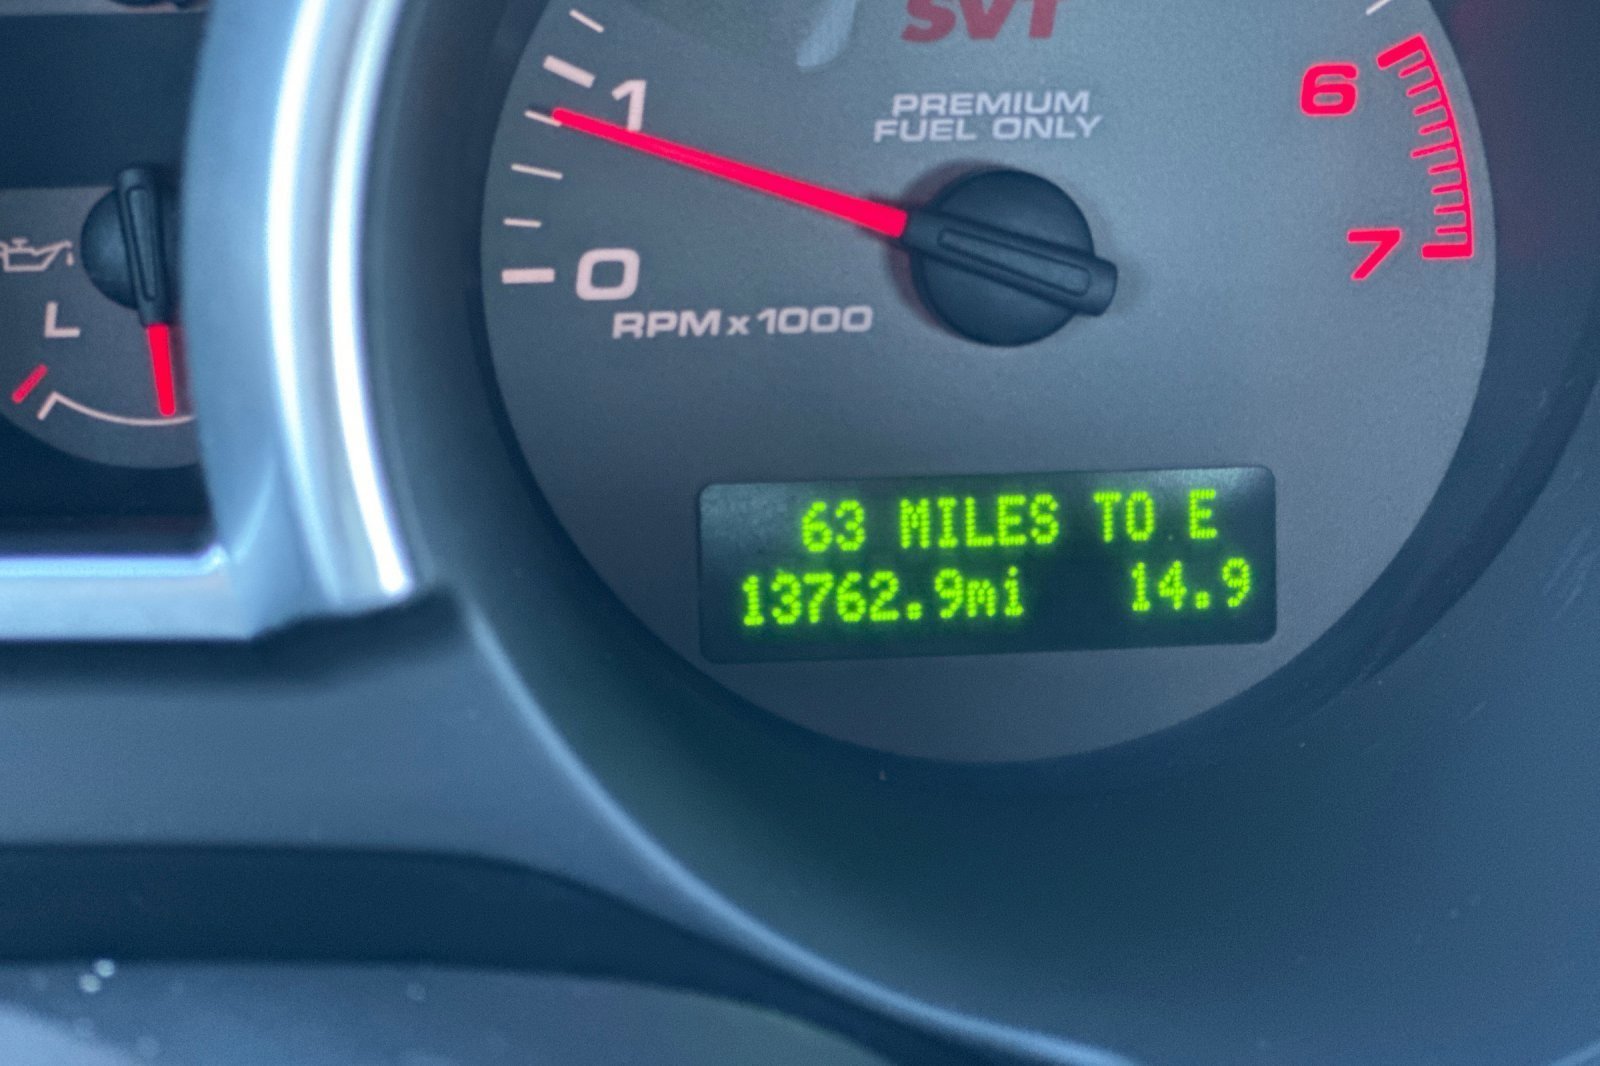 SVT
1
6
PREMIUM
FUEL ONLY
0
7
RPM x 1000
L
63 MILES TO E
13762.9mi 14.9